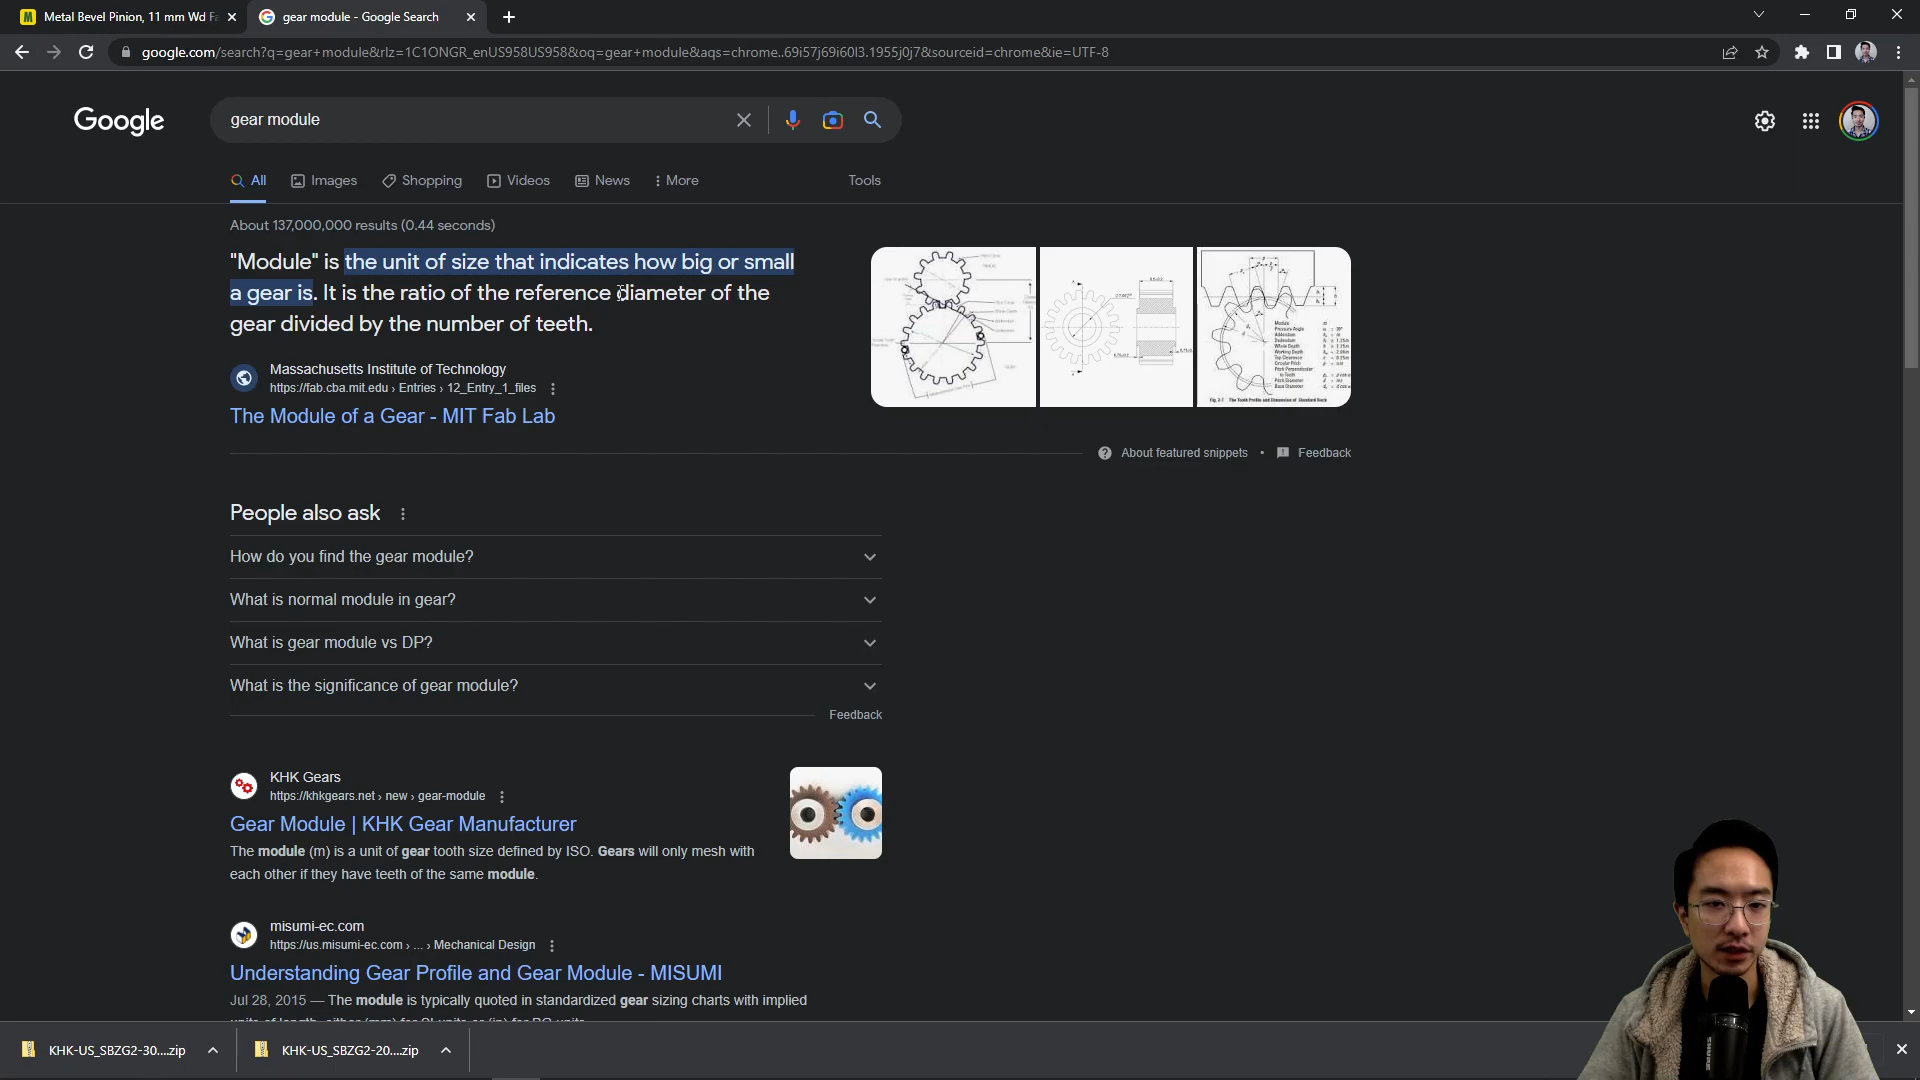 Metal Bevel Pinion, 11 mm Wd Fa
gear module - Google Search
google.com/search?q=gear+module&rlz=1C1ONGR_enUS958US958&oq=gear+module&aqs=chrome..69i57j69i60l3.1955j0j7&sourceid=chrome&ie=UTF-8
Google
gear module
All
Images
Shopping
Videos
News
More
Tools
About 137,000,000 results (0.44 seconds)
"Module" is the unit of size that indicates how big or small
a gear is. It is the ratio of the reference diameter of the
gear divided by the number of teeth.
Massachusetts Institute of Technology
https://fab.cba.mit.edu › Entries › 12_Entry_1_files
The Module of a Gear - MIT Fab Lab
About featured snippets
•
Feedback
People also ask
How do you find the gear module?
What is normal module in gear?
What is gear module vs DP?
What is the significance of gear module?
Feedback
KHK Gears
https://khkgears.net › new › gear-module
Gear Module | KHK Gear Manufacturer
The module (m) is a unit of gear tooth size defined by ISO. Gears will only mesh with
each other if they have teeth of the same module.
misumi-ec.com
https://us.misumi-ec.com › ... › Mechanical Design
Understanding Gear Profile and Gear Module - MISUMI
Jul 28, 2015 — The module is typically quoted in standardized gear sizing charts with implied
KHK-US_SBZG2-30....zip
KHK-US_SBZG2-20....zip